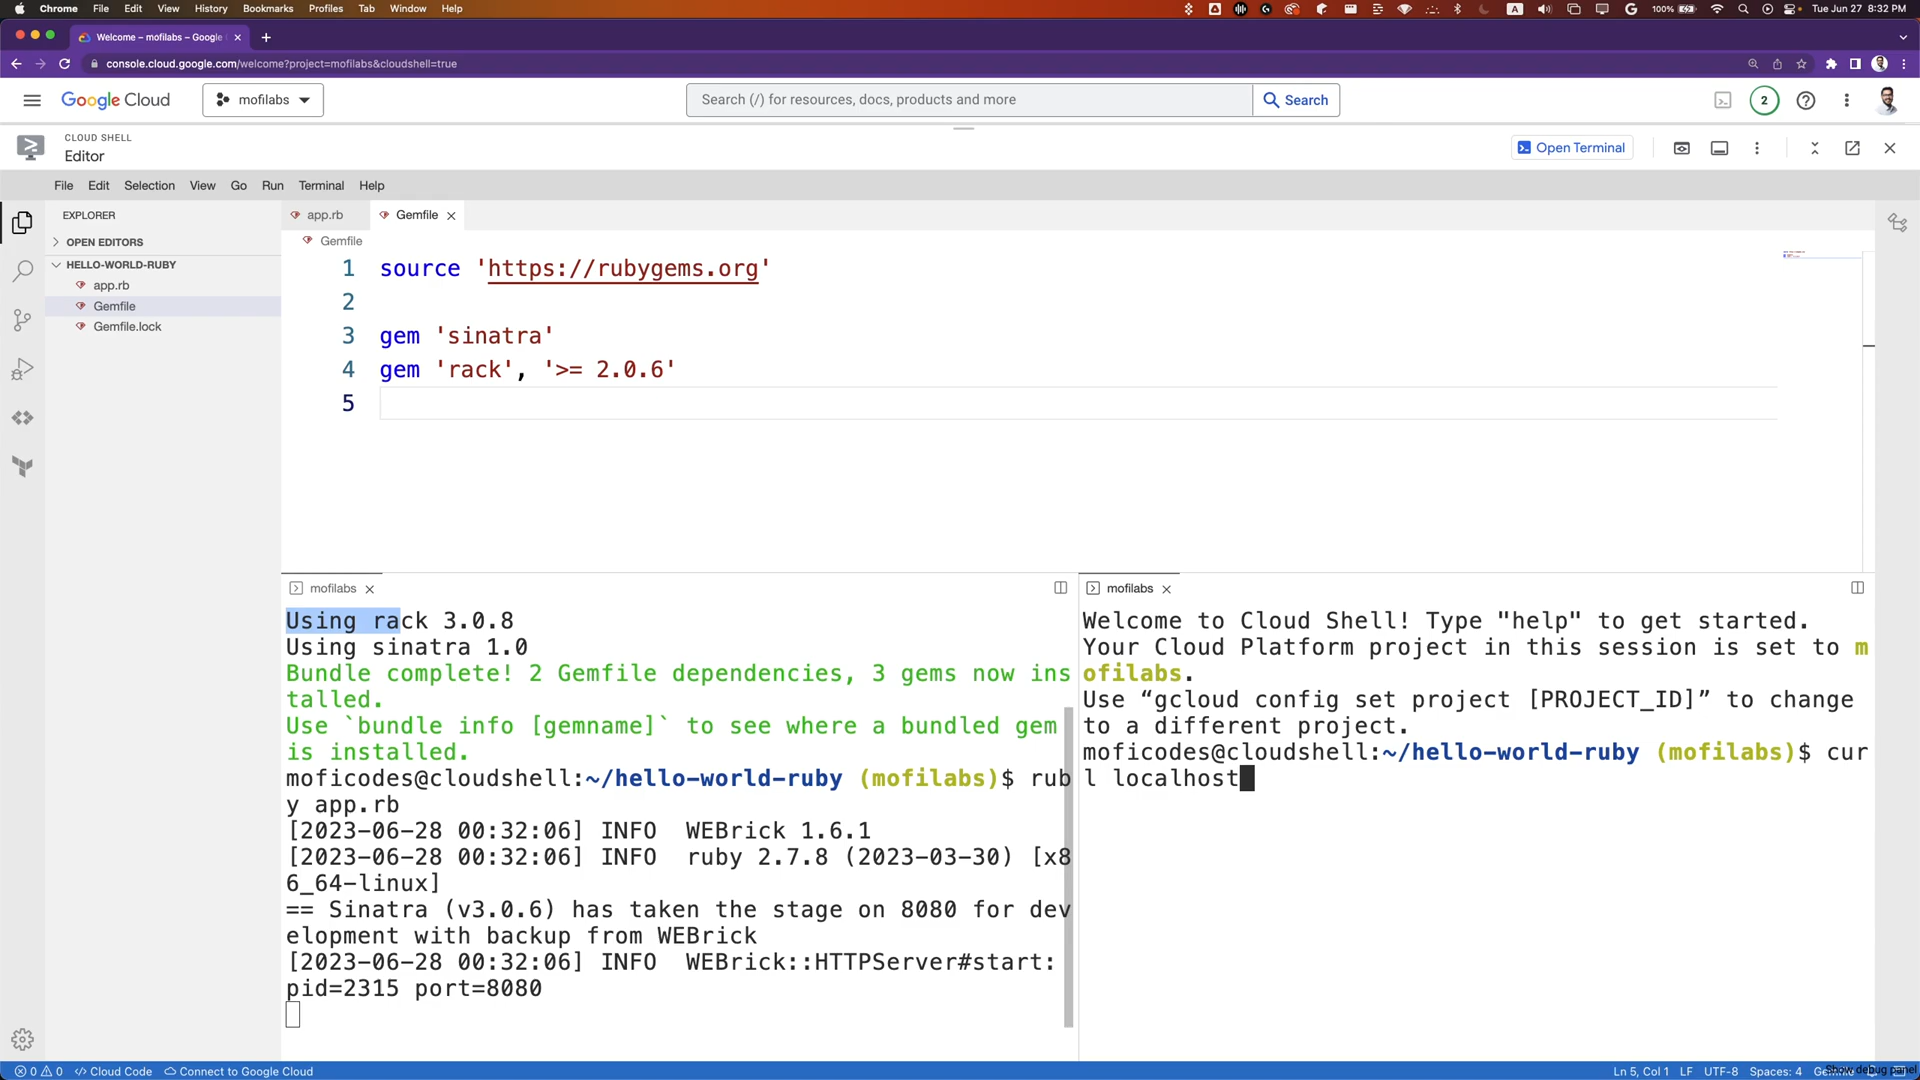 Chrome File Edit View History Bookmarks Profiles Tab Window Help
100% Tue Jun 27 8:32 PM
Welcome – mofilabs – Google
console.cloud.google.com/welcome?project=mofilabs&cloudshell=true
Google Cloud
mofilabs
Search (/) for resources, docs, products and more
Search
2
CLOUD SHELL
Editor
Open Terminal
File Edit Selection View Go Run Terminal Help
EXPLORER
OPEN EDITORS
HELLO-WORLD-RUBY
app.rb
Gemfile
Gemfile.lock
app.rb
Gemfile
Gemfile
1 source 'https://rubygems.org'
2
3 gem 'sinatra'
4 gem 'rack', '>= 2.0.6'
5
mofilabs
Using rack 3.0.8
Using sinatra 1.0
Bundle complete! 2 Gemfile dependencies, 3 gems now ins
talled.
Use `bundle info [gemname]` to see where a bundled gem
is installed.
moficodes@cloudshell:~/hello-world-ruby (mofilabs)$ rub
y app.rb
[2023-06-28 00:32:06] INFO  WEBrick 1.6.1
[2023-06-28 00:32:06] INFO  ruby 2.7.8 (2023-03-30) [x8
6_64-linux]
== Sinatra (v3.0.6) has taken the stage on 8080 for dev
elopment with backup from WEBrick
[2023-06-28 00:32:06] INFO  WEBrick::HTTPServer#start:
pid=2315 port=8080
mofilabs
Welcome to Cloud Shell! Type "help" to get started.
Your Cloud Platform project in this session is set to m
ofilabs.
Use “gcloud config set project [PROJECT_ID]” to change
to a different project.
moficodes@cloudshell:~/hello-world-ruby (mofilabs)$ cur
l localhost
0 0 Cloud Code Connect to Google Cloud
Ln 5, Col 1 LF UTF-8 Spaces: 4
Show debug panel